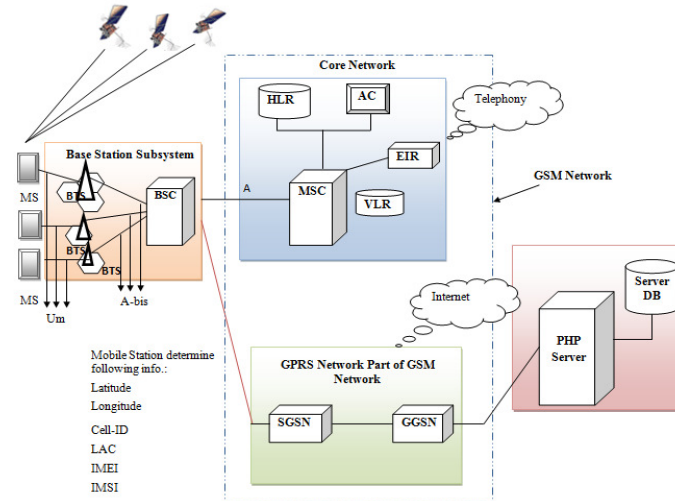 Core Network
HLR
AC
Telephony
Base Station Subsystem
EIR
MS
BTS
BSC
A
MSC
VLR
GSM Network
BTS
BTS
MS
Um
A-bis
Internet
Server
DB
PHP
Server
Mobile Station determine
following info.:
Latitude
Longitude
Cell-ID
LAC
IMEI
IMSI
GPRS Network Part of GSM
Network
SGSN
GGSN